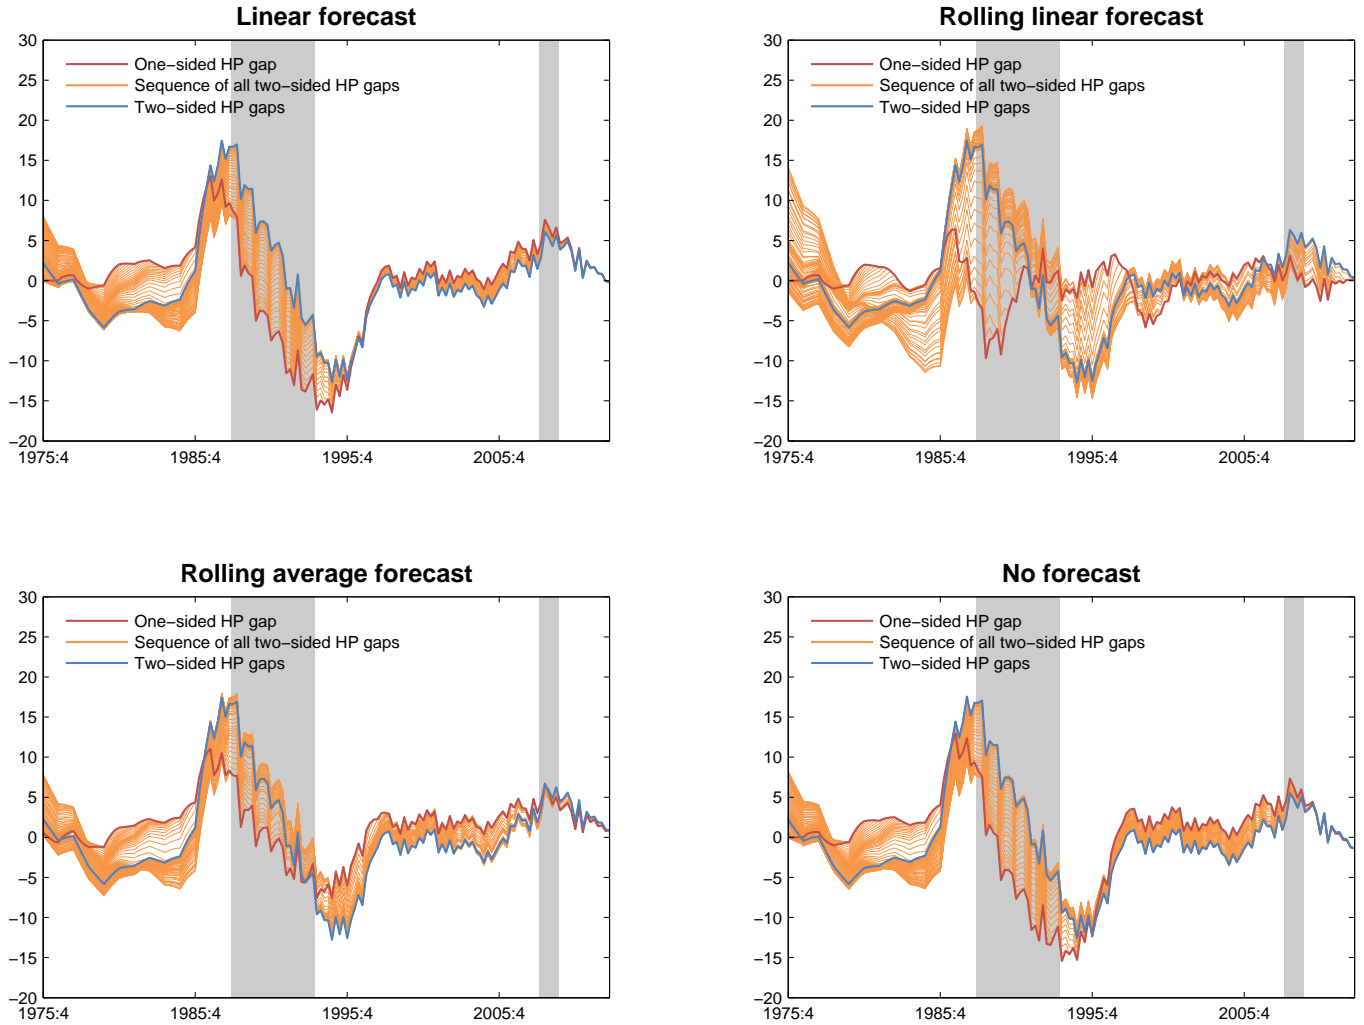 Linear forecast
30
25
20
15
10
5
0
−5
−10
−15
−20
1975:4 1985:4 1995:4 2005:4
One−sided HP gap
Sequence of all two−sided HP gaps
Two−sided HP gaps
Rolling linear forecast
30
25
20
15
10
5
0
−5
−10
−15
−20
1975:4 1985:4 1995:4 2005:4
One−sided HP gap
Sequence of all two−sided HP gaps
Two−sided HP gaps
Rolling average forecast
30
25
20
15
10
5
0
−5
−10
−15
−20
1975:4 1985:4 1995:4 2005:4
One−sided HP gap
Sequence of all two−sided HP gaps
Two−sided HP gaps
No forecast
30
25
20
15
10
5
0
−5
−10
−15
−20
1975:4 1985:4 1995:4 2005:4
One−sided HP gap
Sequence of all two−sided HP gaps
Two−sided HP gaps